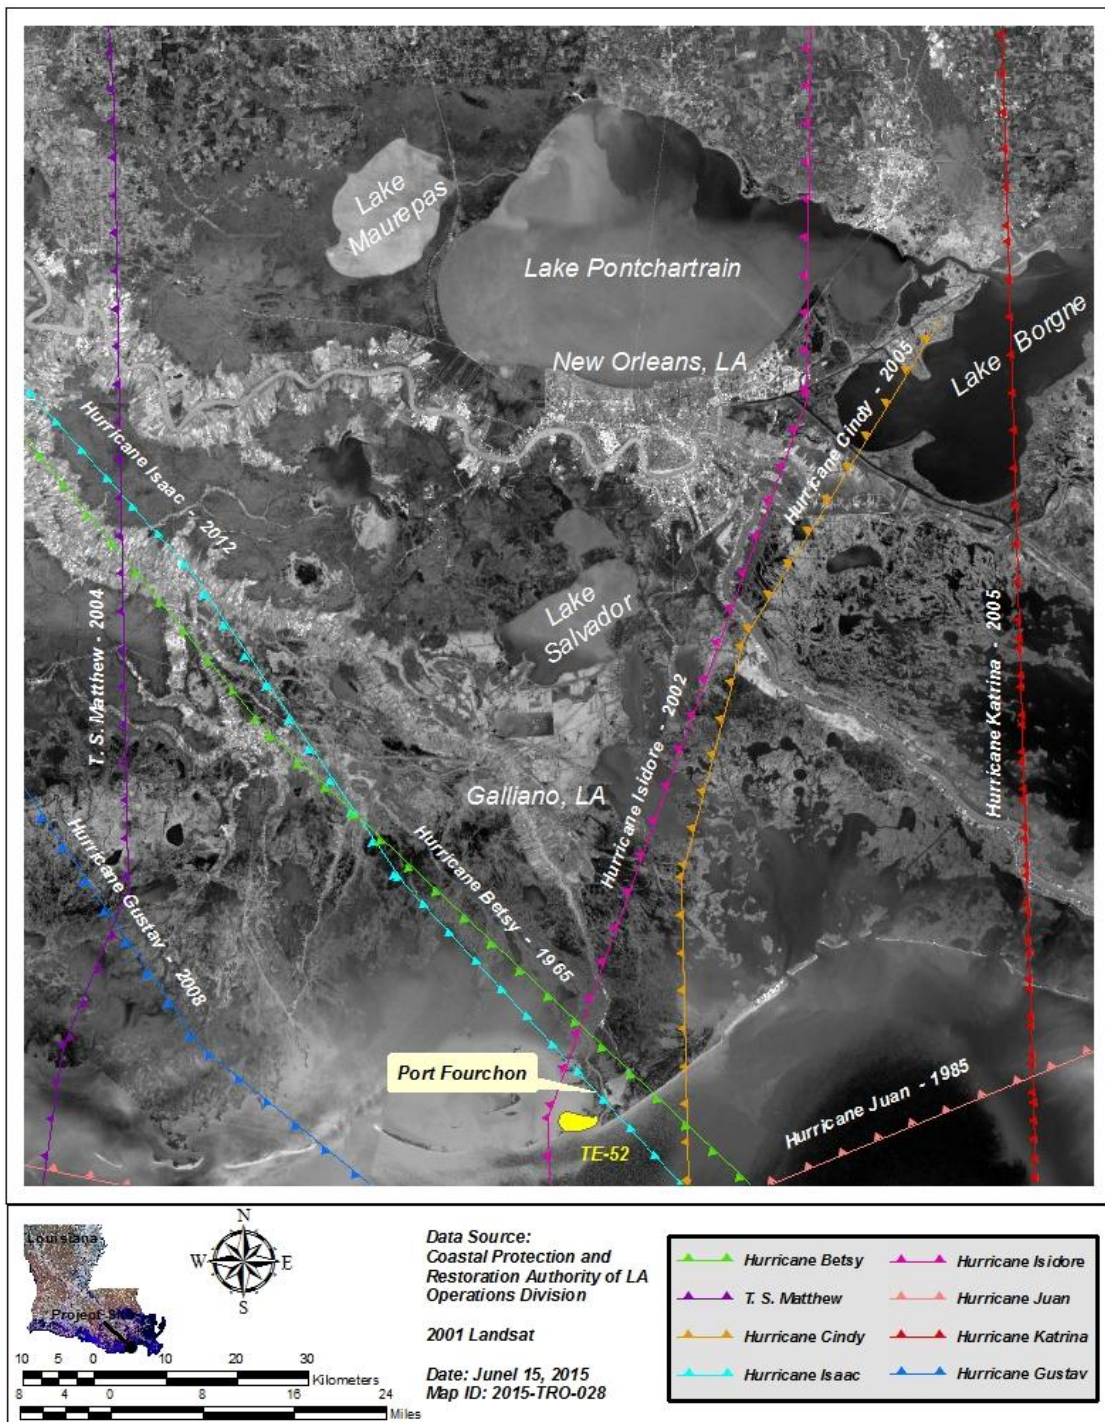 Lake
Maurepas
Lake Pontchartrain
New Orleans, LA
Lake Borgne
Hurricane Cindy - 2005
Hurricane Isaac - 2012
T. S. Matthew - 2004
Lake
Salvador
Hurricane Isidore - 2002
Hurricane Katrina - 2005
Galliano, LA
Hurricane Betsy - 1965
Hurricane Gustav - 2008
Port Fourchon
Hurricane Juan - 1985
TE-52
Louisiana
Project Site
N
W E
S
10 5 0 10 20 30
Kilometers
8 4 0 8 16 24
Miles
Data Source:
Coastal Protection and
Restoration Authority of LA
Operations Division
2001 Landsat
Date: Junel 15, 2015
Map ID: 2015-TRO-028
Hurricane Betsy
T. S. Matthew
Hurricane Cindy
Hurricane Isaac
Hurricane Isidore
Hurricane Juan
Hurricane Katrina
Hurricane Gustav